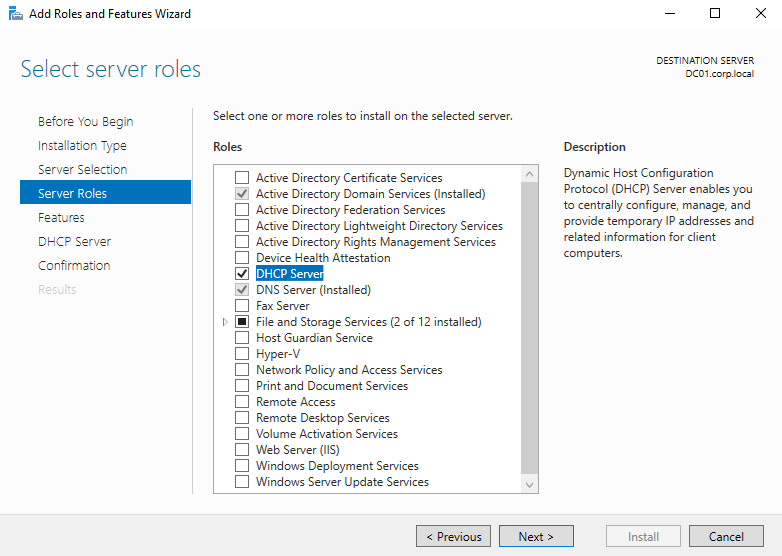 Add Roles and Features Wizard
Select server roles
DESTINATION SERVER
DC01.corp.local
Before You Begin
Installation Type
Server Selection
Server Roles
Features
DHCP Server
Confirmation
Results
Select one or more roles to install on the selected server.
Roles
Active Directory Certificate Services
Active Directory Domain Services (Installed)
Active Directory Federation Services
Active Directory Lightweight Directory Services
Active Directory Rights Management Services
Device Health Attestation
DHCP Server
DNS Server (Installed)
Fax Server
File and Storage Services (2 of 12 installed)
Host Guardian Service
Hyper-V
Network Policy and Access Services
Print and Document Services
Remote Access
Remote Desktop Services
Volume Activation Services
Web Server (IIS)
Windows Deployment Services
Windows Server Update Services
Description
Dynamic Host Configuration
Protocol (DHCP) Server enables you
to centrally configure, manage, and
provide temporary IP addresses and
related information for client
computers.
< Previous
Next >
Install
Cancel